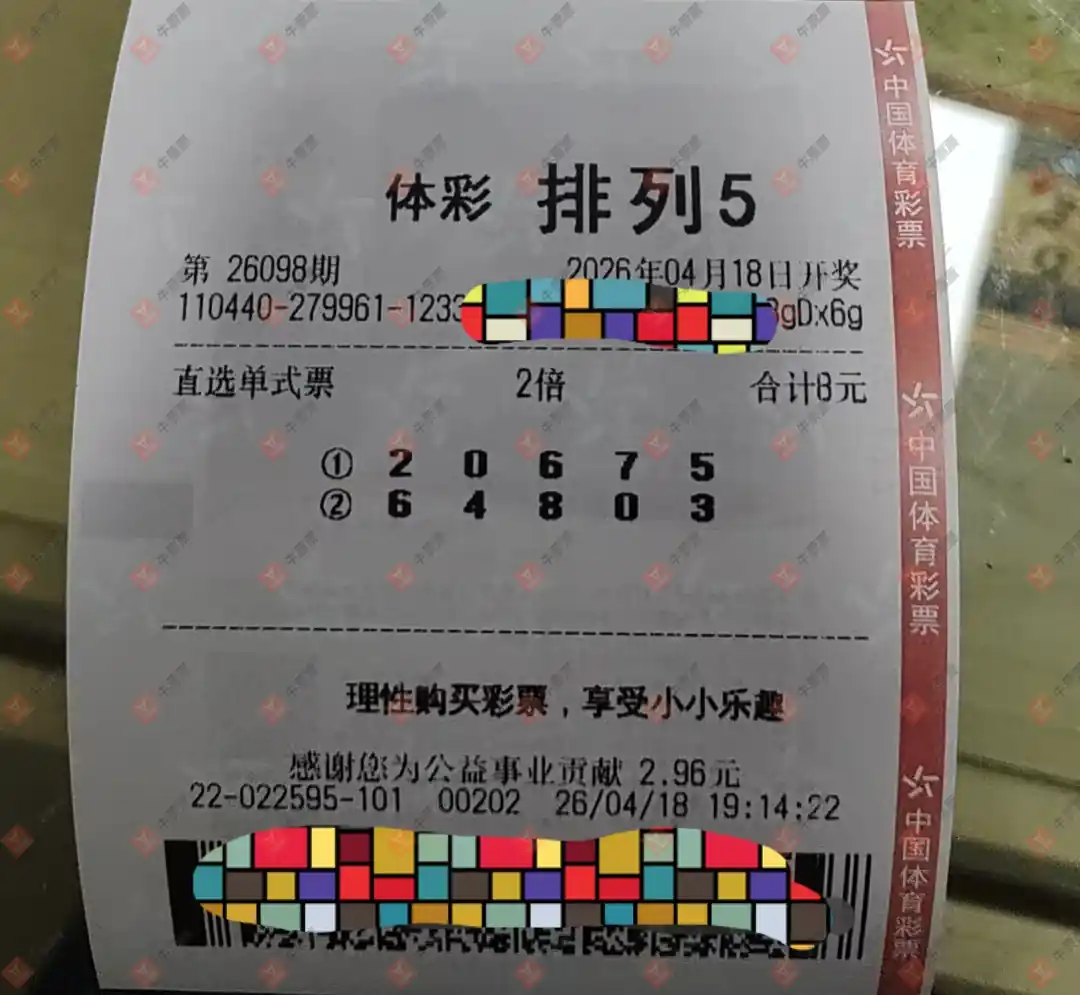 体彩 排列5
第 26098期 2026年04月18日开奖
110440-279961-1233 gDx6g
直选单式票 2倍 合计8元
① 2 0 6 7 5
② 6 4 8 0 3
理性购买彩票，享受小小乐趣
感谢您为公益事业贡献 2.96元
22-022595-101 00202 26/04/18 19:14:22
中国体育彩票
中国体育彩票
中国体育彩票